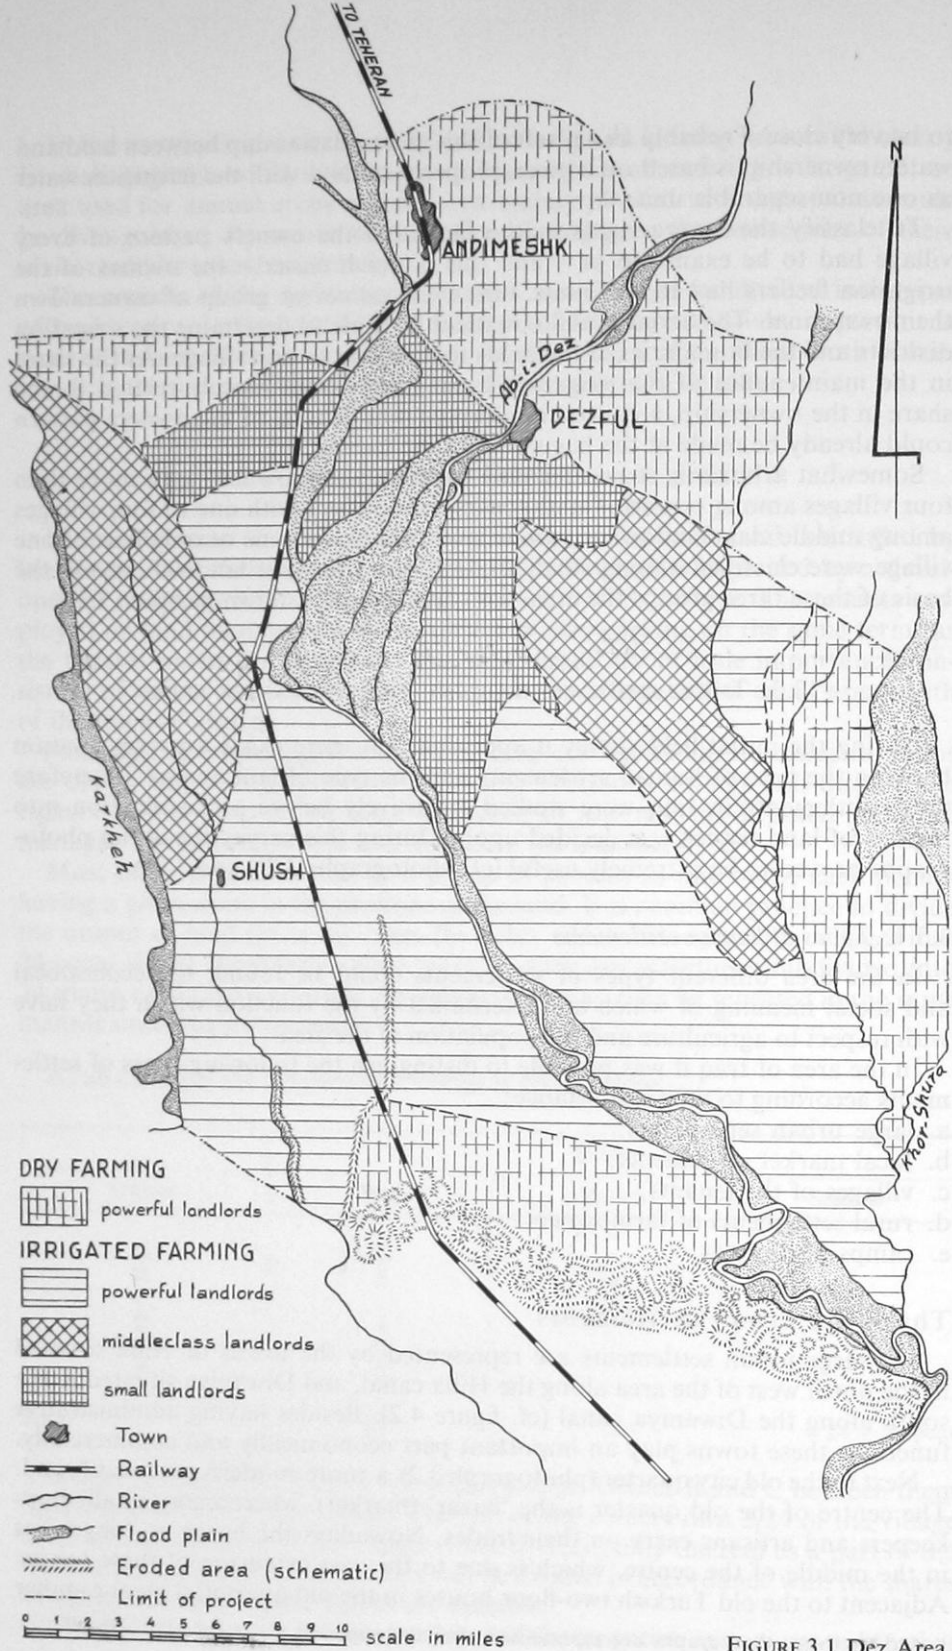 TO TEHERAN
N
ANDIMESHK
Ab-i-Dez
DEZFUL
Karkheh
SHUSH
Khor-Shura
DRY FARMING
powerful landlords
IRRIGATED FARMING
powerful landlords
middleclass landlords
small landlords
Town
Railway
River
Flood plain
Eroded area (schematic)
Limit of project
0 1 2 3 4 5 6 7 8 9 10 scale in miles
FIGURE 3.1 Dez Area